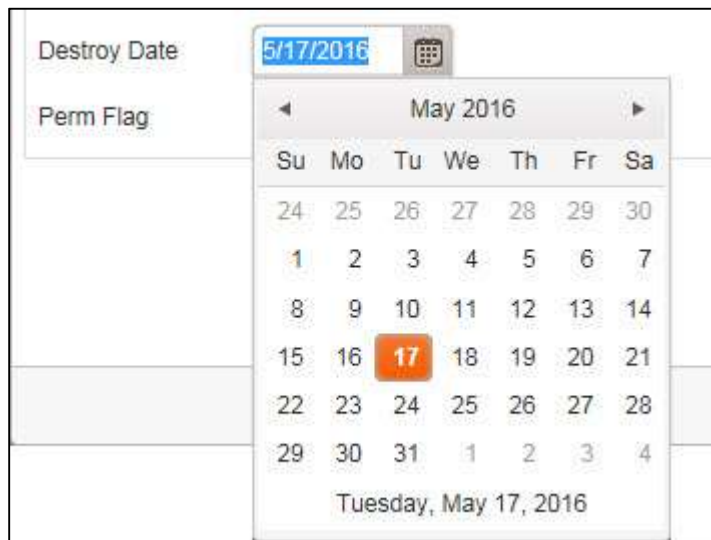 Destroy Date 5/17/2016
Perm Flag
May 2016
Su Mo Tu We Th Fr Sa
24 25 26 27 28 29 30
1 2 3 4 5 6 7
8 9 10 11 12 13 14
15 16 17 18 19 20 21
22 23 24 25 26 27 28
29 30 31 1 2 3 4
Tuesday, May 17, 2016